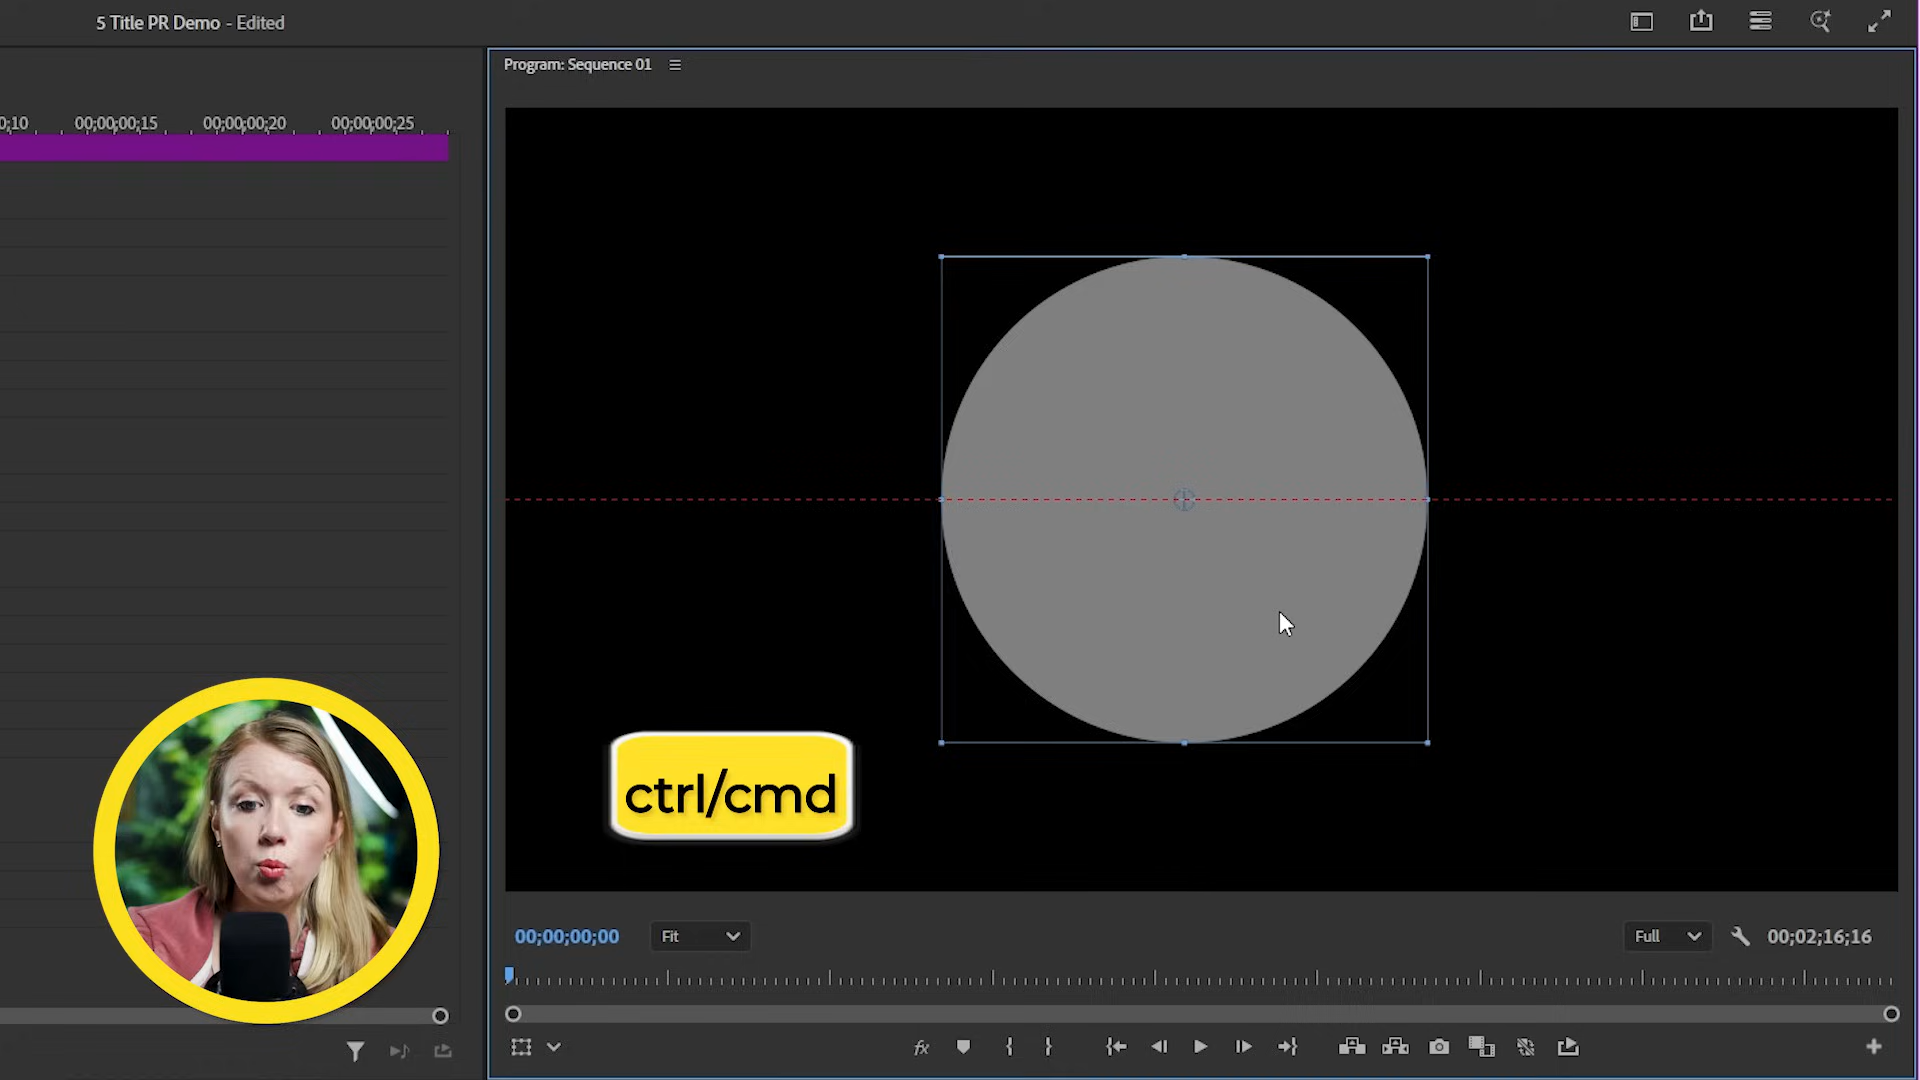 5 Title PR Demo - Edited
Program: Sequence 01
0;10 00;00;00;15 00;00;00;20 00;00;00;25
ctrl/cmd
00;00;00;00 Fit Full 00;02;16;16
fx